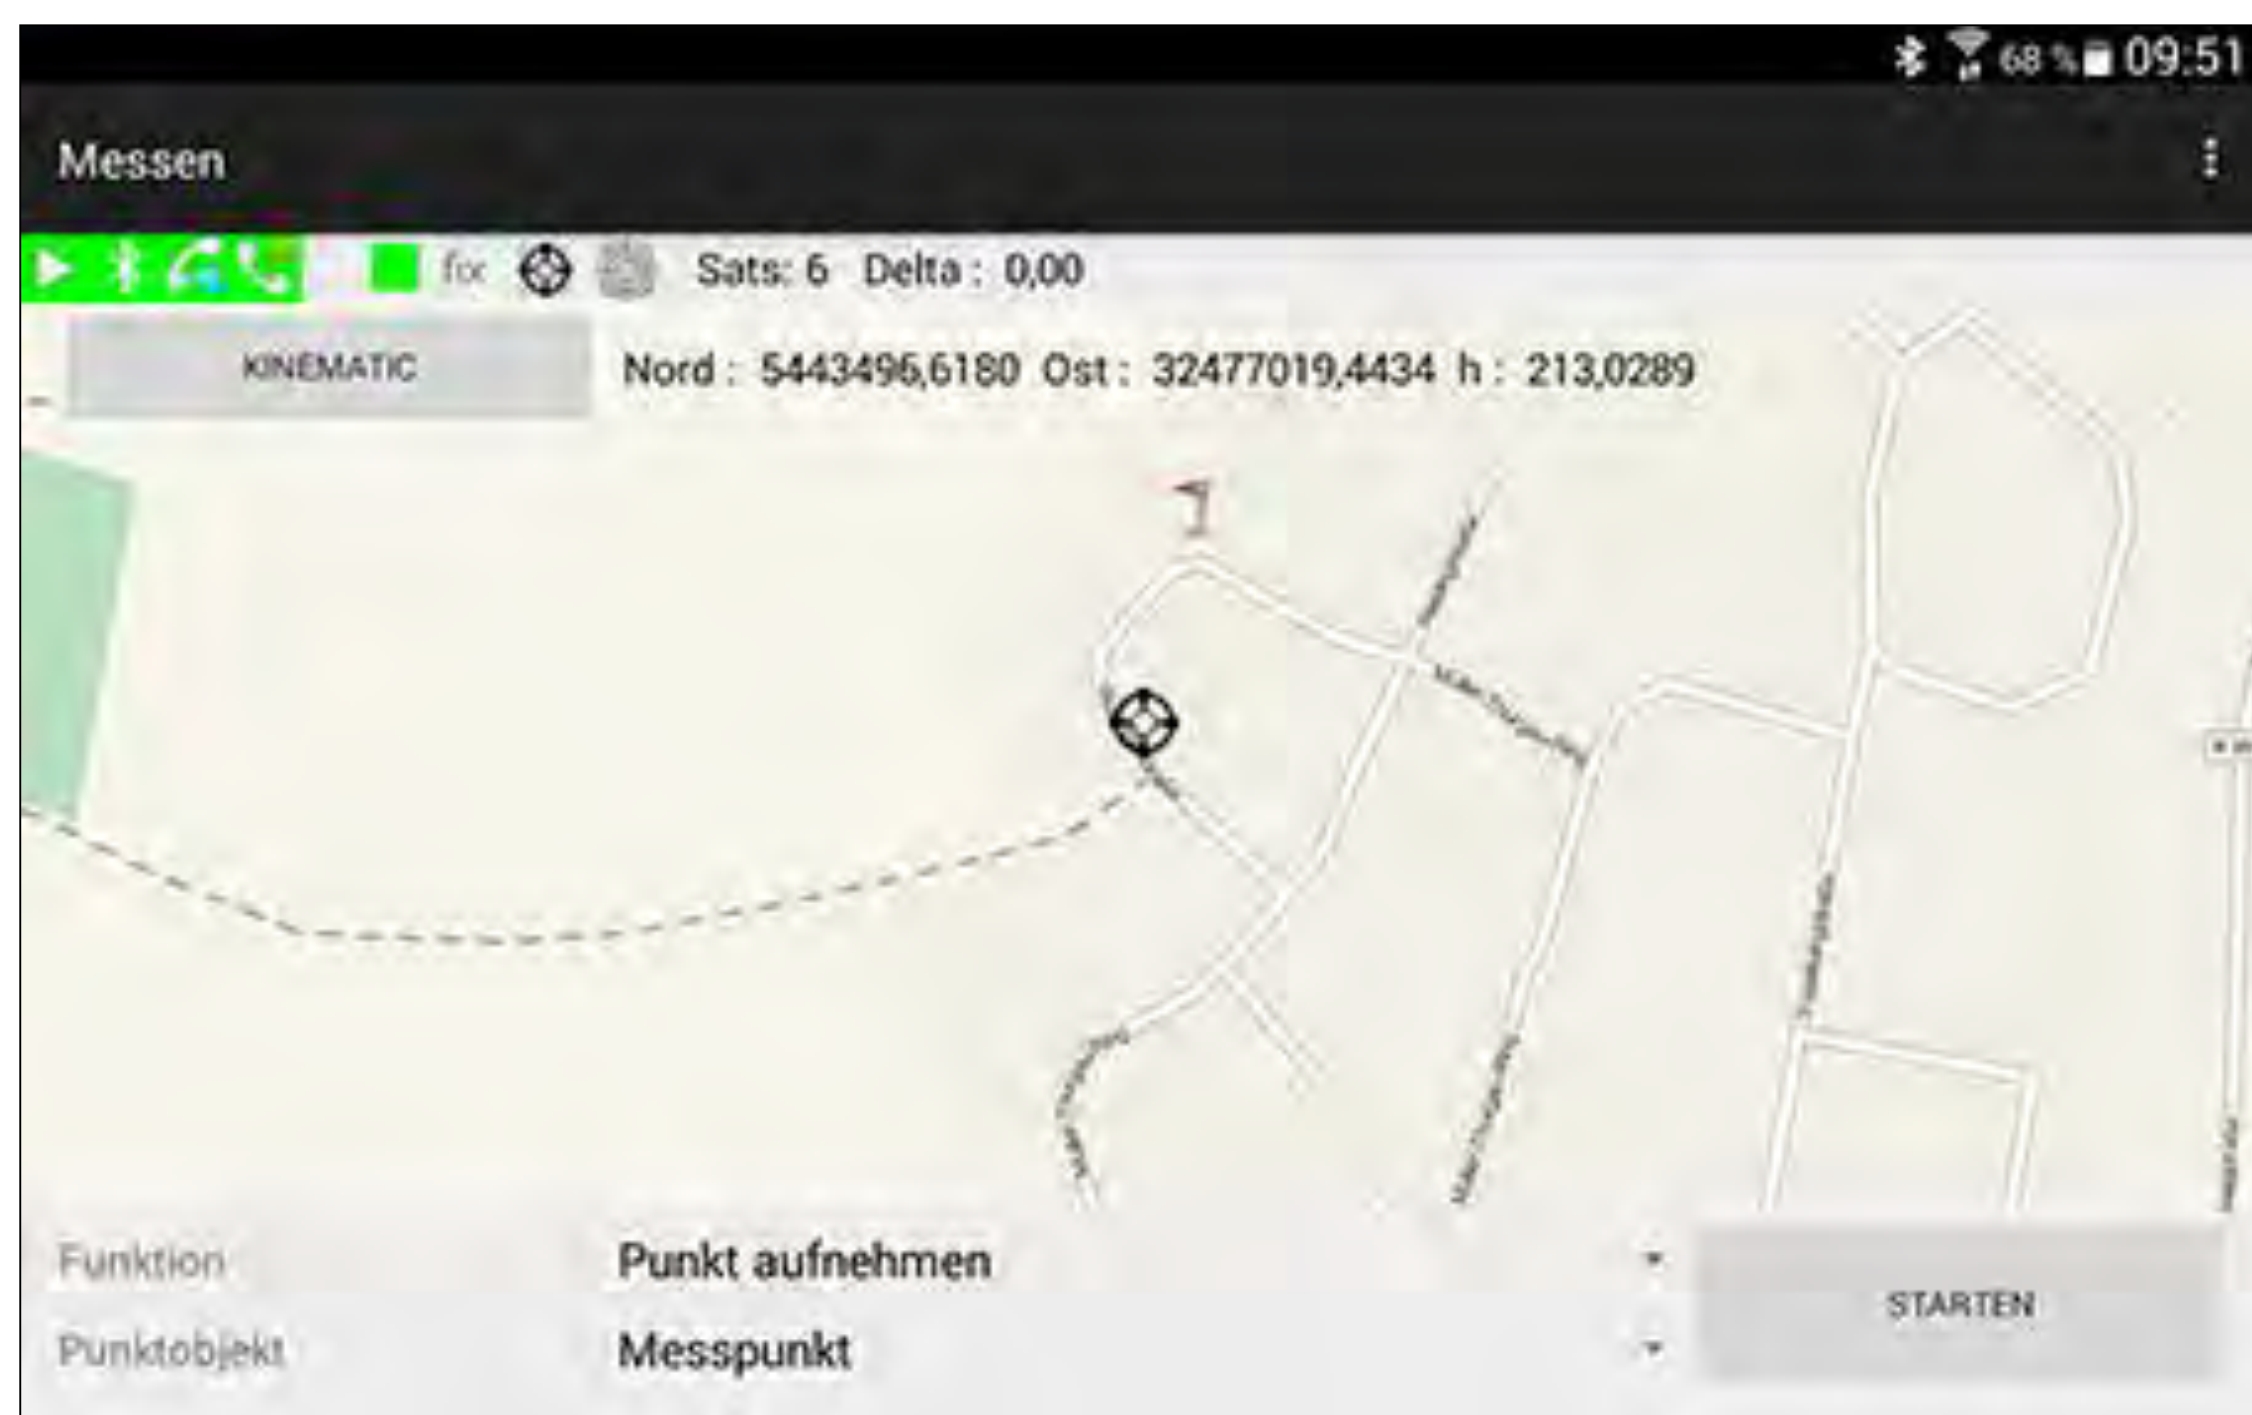 68 % 09:51
Messen
fix Sats: 6 Delta : 0,00
KINEMATIC Nord : 5443496,6180 Ost : 32477019,4434 h : 213,0289
Funktion Punkt aufnehmen
STARTEN
Punktobjekt Messpunkt